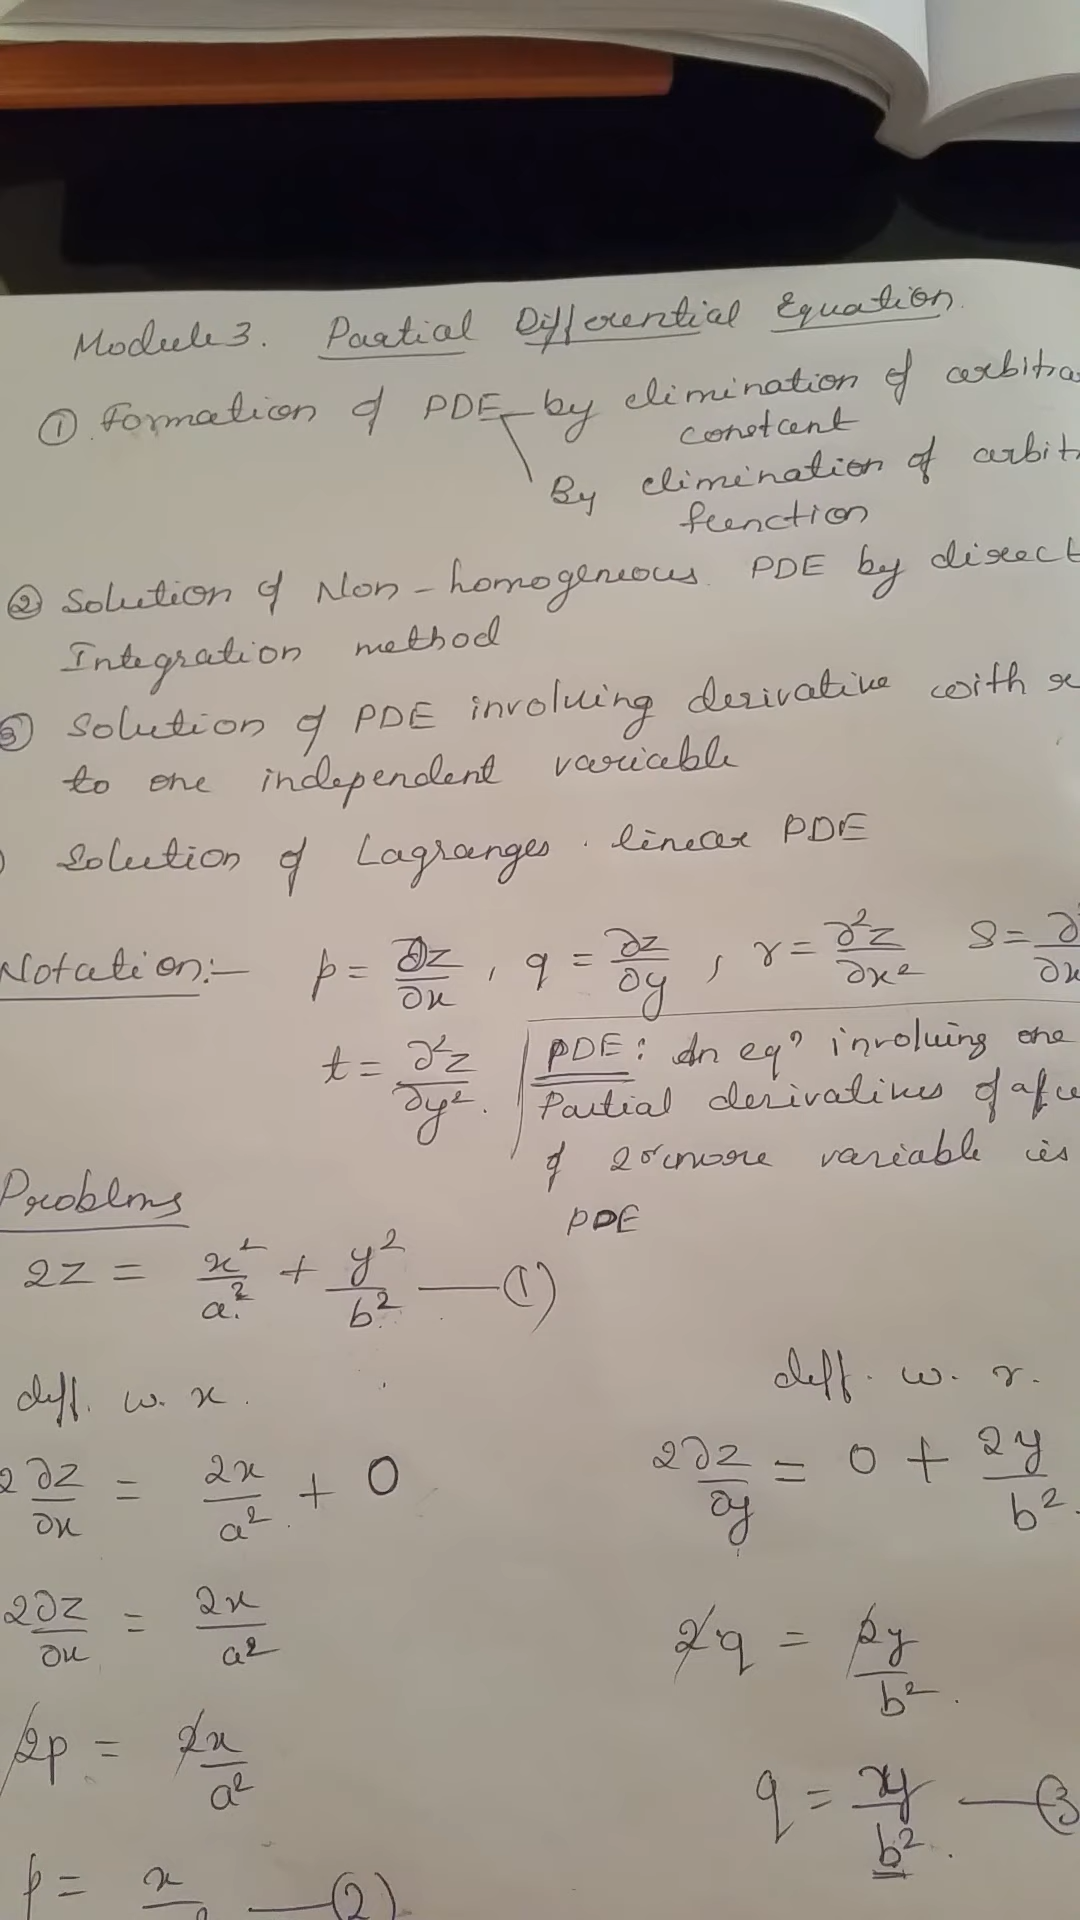 Module 3. Partial Differential Equation.
① Formation of PDE by elimination of arbitra
constant
By elimination of arbit
function
② Solution of Non-homogeneous PDE by direct
Integration method
③ Solution of PDE involving derivative with r
to one independent variable
Solution of Lagranges linear PDE
Notation:- p = ∂z/∂x , q = ∂z/∂y , r = ∂²z/∂x² S = ∂
t = ∂²z/∂y².
PDE: An eqⁿ involving one
Partial derivatives of a fu
of 2 or more variable is
PDE
Problms
2z = x²/a² + y²/b² —(1)
diff. w. x.
2∂z/∂x = 2x/a² + 0
2∂z/∂x = 2x/a²
2p = 2x/a²
p = x —(2)
diff. w. r.
2∂z/∂y = 0 + 2y/b².
2q = 2y/b².
q = y/b². —(3